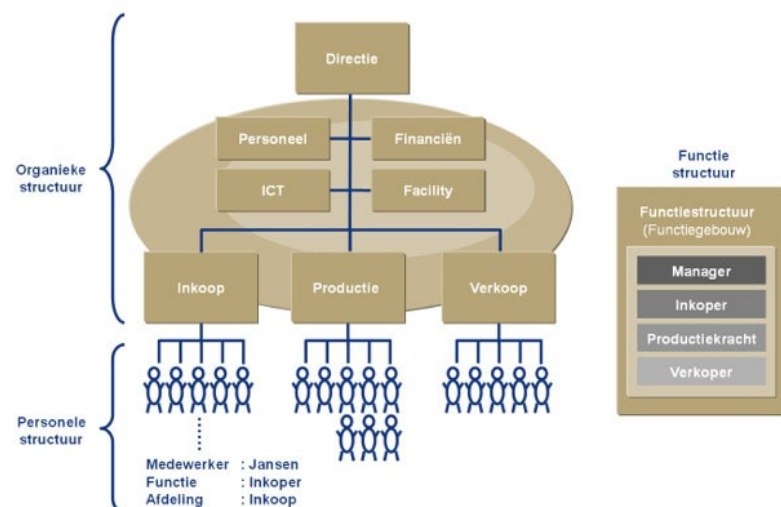 Directie
Personeel
Financiën
Organieke
structuur
ICT
Facility
Inkoop
Productie
Verkoop
Personele
structuur
Medewerker : Jansen
Functie : Inkoper
Afdeling : Inkoop
Functie
structuur
Functiestructuur
(Functiegebouw)
Manager
Inkoper
Productiekracht
Verkoper